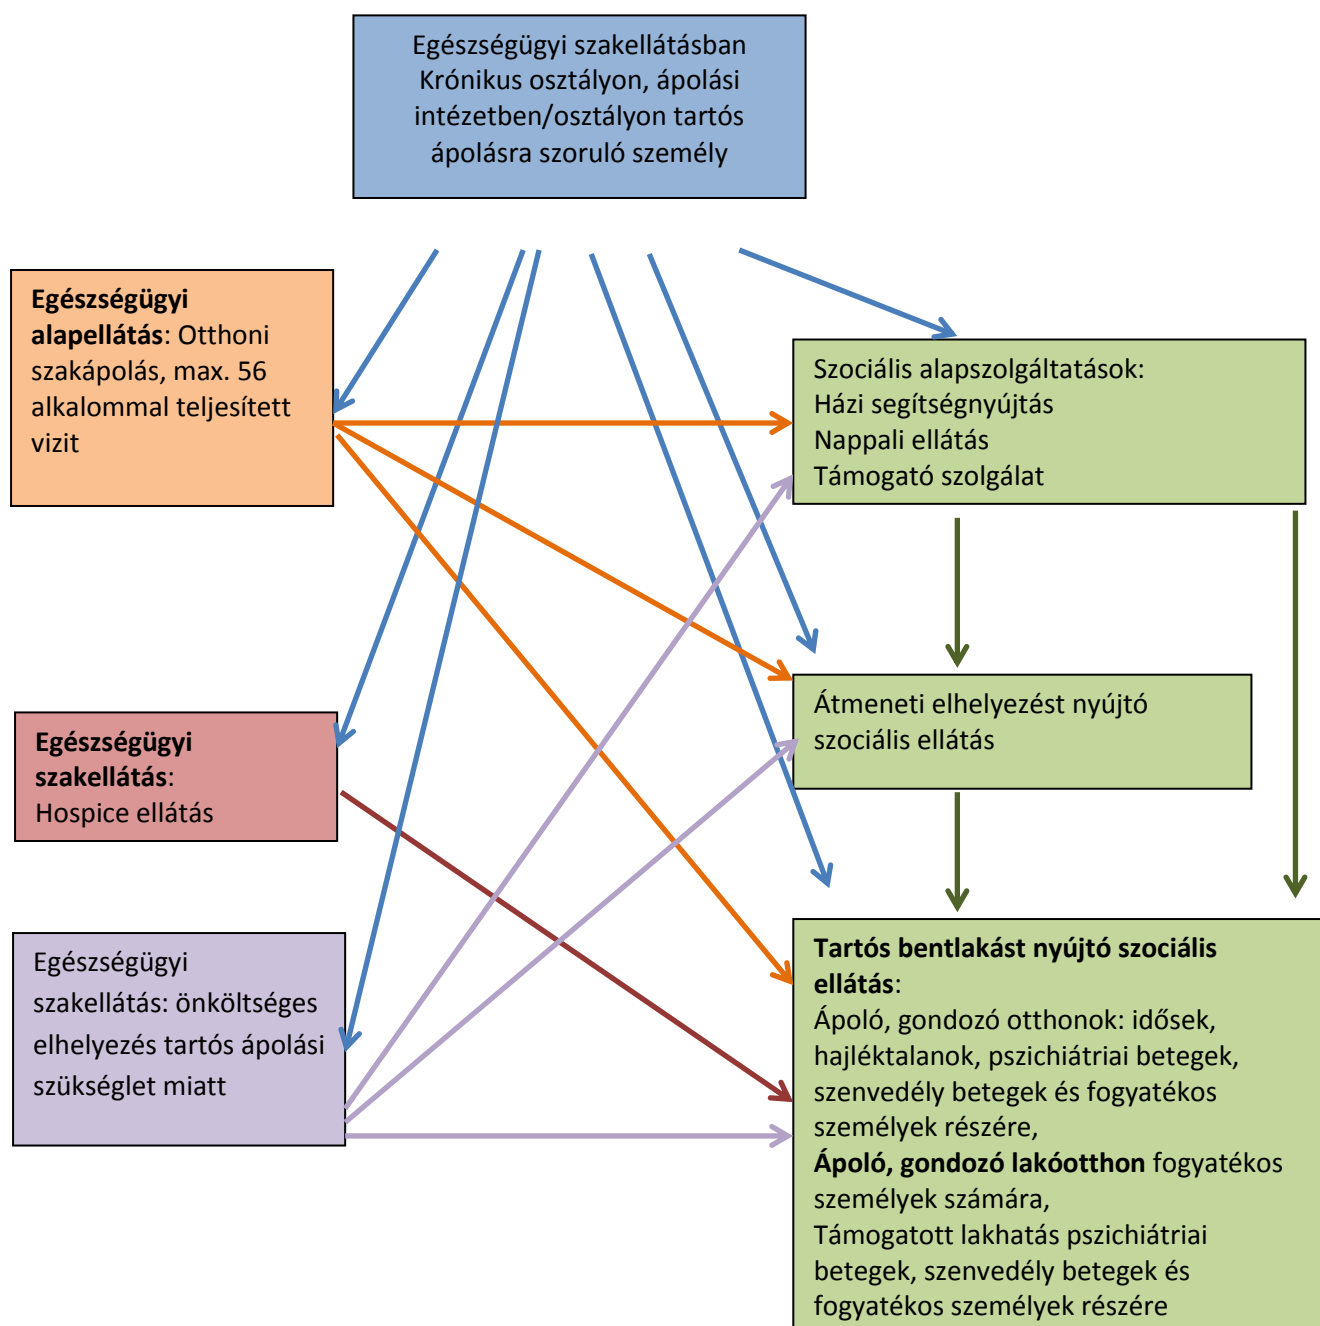 Egészségügyi szakellátásban
Krónikus osztályon, ápolási
intézetben/osztályon tartós
ápolásra szoruló személy
Egészségügyi
alapellátás: Otthoni
szakápolás, max. 56
alkalommal teljesített
vizit
Szociális alapszolgáltatások:
Házi segítségnyújtás
Nappali ellátás
Támogató szolgálat
Átmeneti elhelyezést nyújtó
szociális ellátás
Egészségügyi
szakellátás:
Hospice ellátás
Egészségügyi
szakellátás: önköltséges
elhelyezés tartós ápolási
szükséglet miatt
Tartós bentlakást nyújtó szociális
ellátás:
Ápoló, gondozó otthonok: idősek,
hajléktalanok, pszichiátriai betegek,
szenvedély betegek és fogyatékos
személyek részére,
Ápoló, gondozó lakóotthon fogyatékos
személyek számára,
Támogatott lakhatás pszichiátriai
betegek, szenvedély betegek és
fogyatékos személyek részére